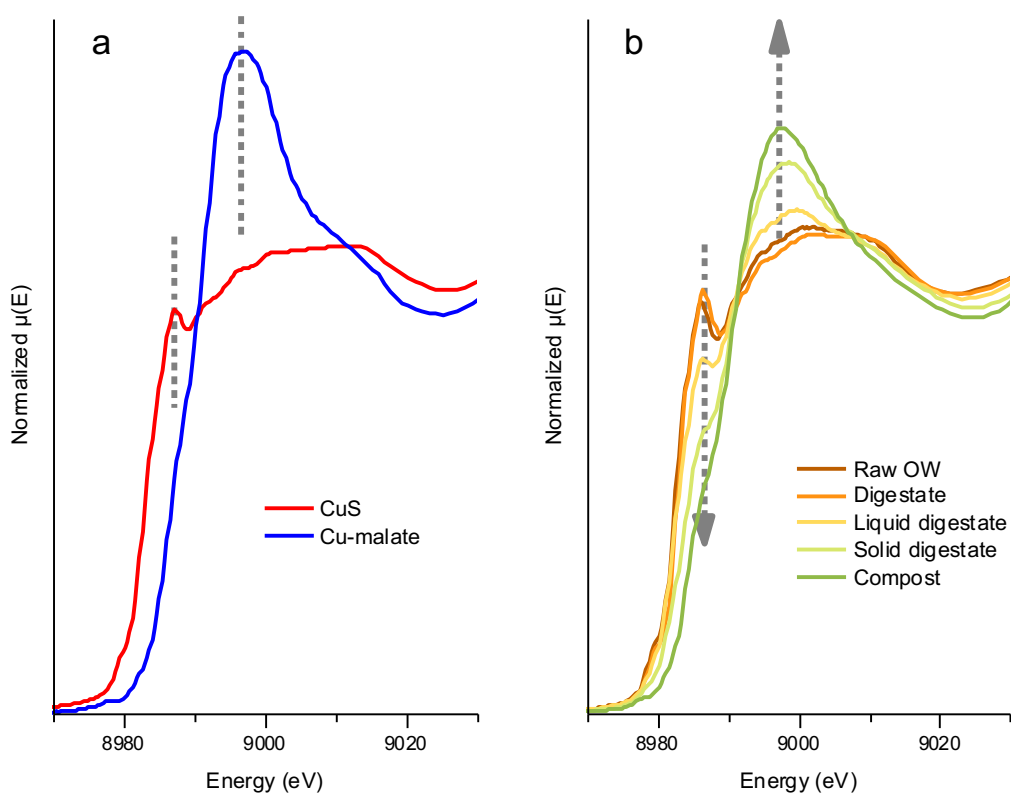 a
Normalized μ(E)
CuS
Cu-malate
8980
9000
9020
Energy (eV)
b
Normalized μ(E)
Raw OW
Digestate
Liquid digestate
Solid digestate
Compost
8980
9000
9020
Energy (eV)